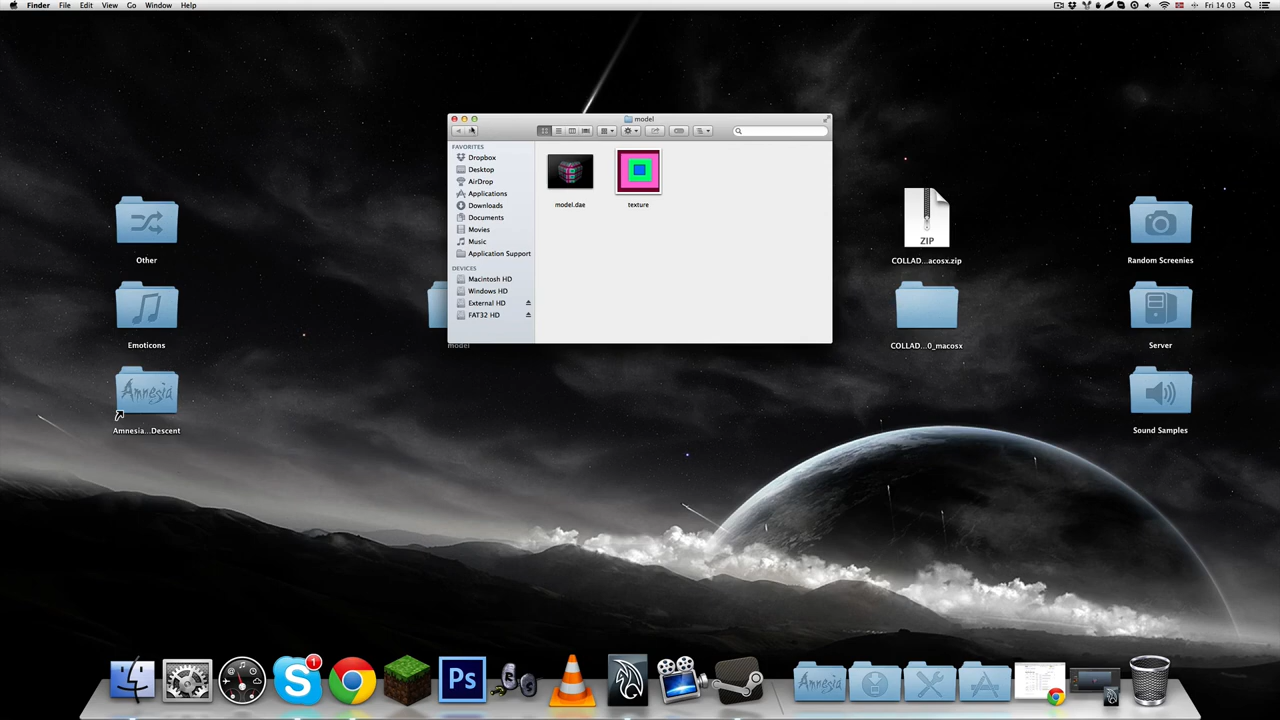 Finder File Edit View Go Window Help
Fri 14 03
model
FAVORITES
Dropbox
Desktop
AirDrop
Applications
Downloads
Documents
Movies
Music
Application Support
DEVICES
Macintosh HD
Windows HD
External HD
FAT32 HD
model.dae
texture
Other
Emoticons
Amnesia
Amnesia...Descent
model
ZIP
COLLAD...acosx.zip
COLLAD...0_macosx
Random Screenies
Server
Sound Samples
1
Ps
Amnesia